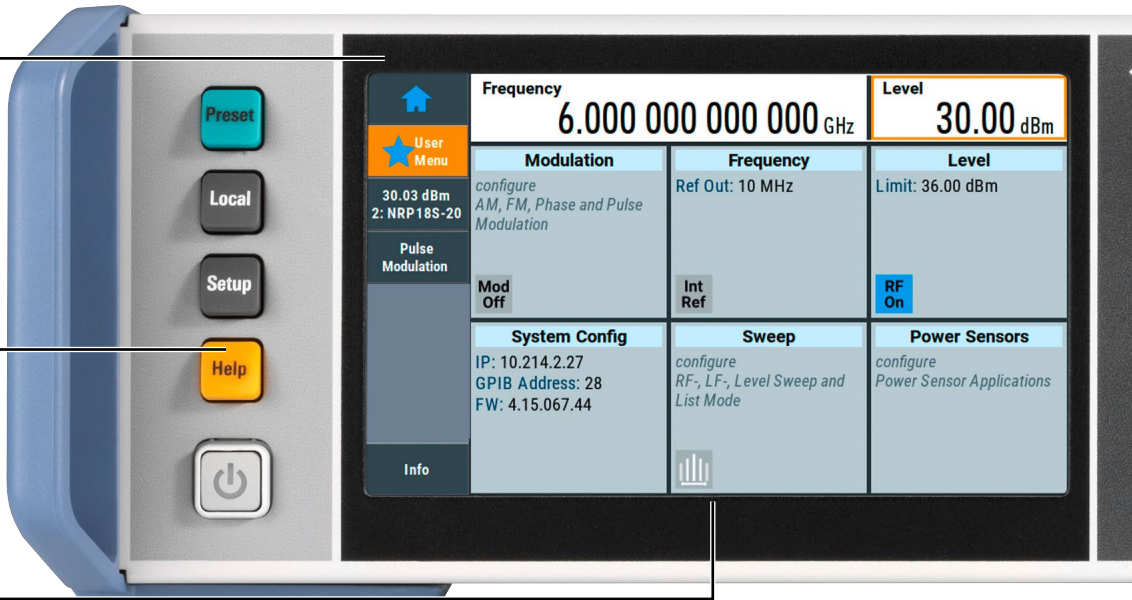 Preset
Local
Setup
Help
User
Menu
30.03 dBm
2: NRP18S-20
Pulse
Modulation
Info
Frequency
6.000 000 000 000 GHz
Level
30.00 dBm
Modulation
configure
AM, FM, Phase and Pulse
Modulation
Mod
Off
Frequency
Ref Out: 10 MHz
Int
Ref
Level
Limit: 36.00 dBm
RF
On
System Config
IP: 10.214.2.27
GPIB Address: 28
FW: 4.15.067.44
Sweep
configure
RF-, LF-, Level Sweep and
List Mode
Power Sensors
configure
Power Sensor Applications